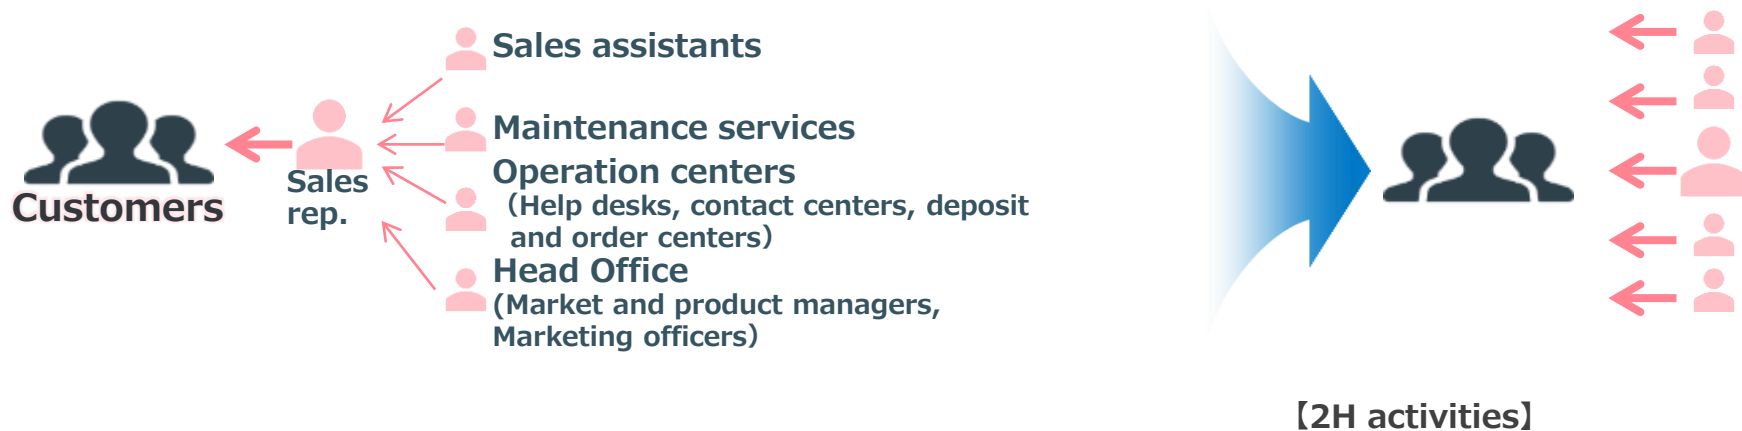 Sales assistants
Maintenance services
Customers
Sales
rep.
Operation centers
（Help desks, contact centers, deposit
and order centers）
Head Office
(Market and product managers,
Marketing officers）
【2H activities】